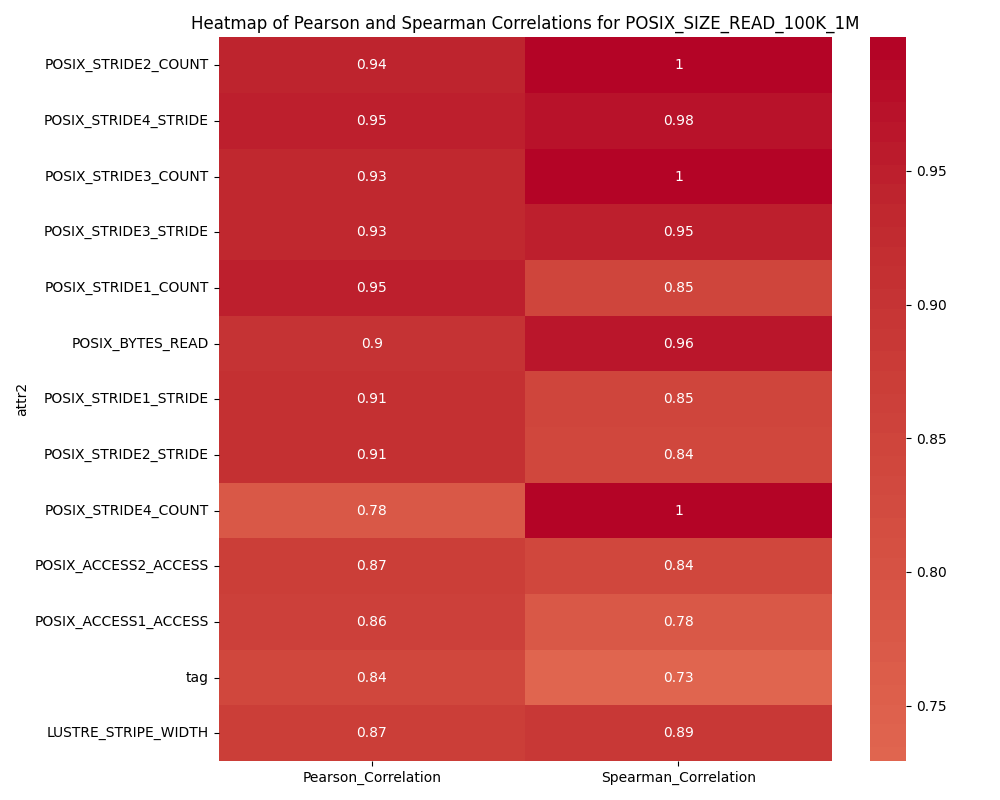 Heatmap of Pearson and Spearman Correlations for POSIX_SIZE_READ_100K_1M
attr2
POSIX_STRIDE2_COUNT 0.94 1
POSIX_STRIDE4_STRIDE 0.95 0.98
POSIX_STRIDE3_COUNT 0.93 1
POSIX_STRIDE3_STRIDE 0.93 0.95
POSIX_STRIDE1_COUNT 0.95 0.85
POSIX_BYTES_READ 0.9 0.96
POSIX_STRIDE1_STRIDE 0.91 0.85
POSIX_STRIDE2_STRIDE 0.91 0.84
POSIX_STRIDE4_COUNT 0.78 1
POSIX_ACCESS2_ACCESS 0.87 0.84
POSIX_ACCESS1_ACCESS 0.86 0.78
tag 0.84 0.73
LUSTRE_STRIPE_WIDTH 0.87 0.89
Pearson_Correlation Spearman_Correlation
0.95
0.90
0.85
0.80
0.75